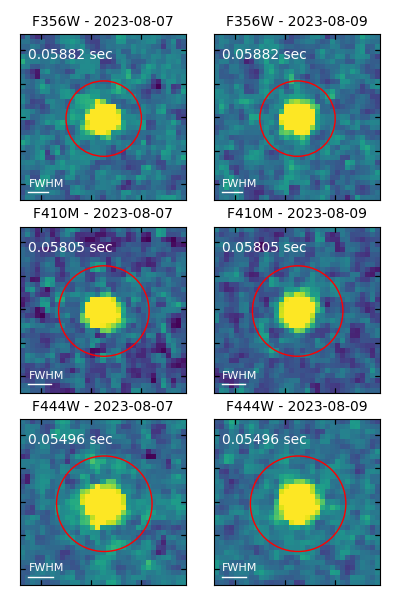 F356W - 2023-08-07
F356W - 2023-08-09
0.05882 sec
0.05882 sec
FWHM
FWHM
F410M - 2023-08-07
F410M - 2023-08-09
0.05805 sec
0.05805 sec
FWHM
FWHM
F444W - 2023-08-07
F444W - 2023-08-09
0.05496 sec
0.05496 sec
FWHM
FWHM